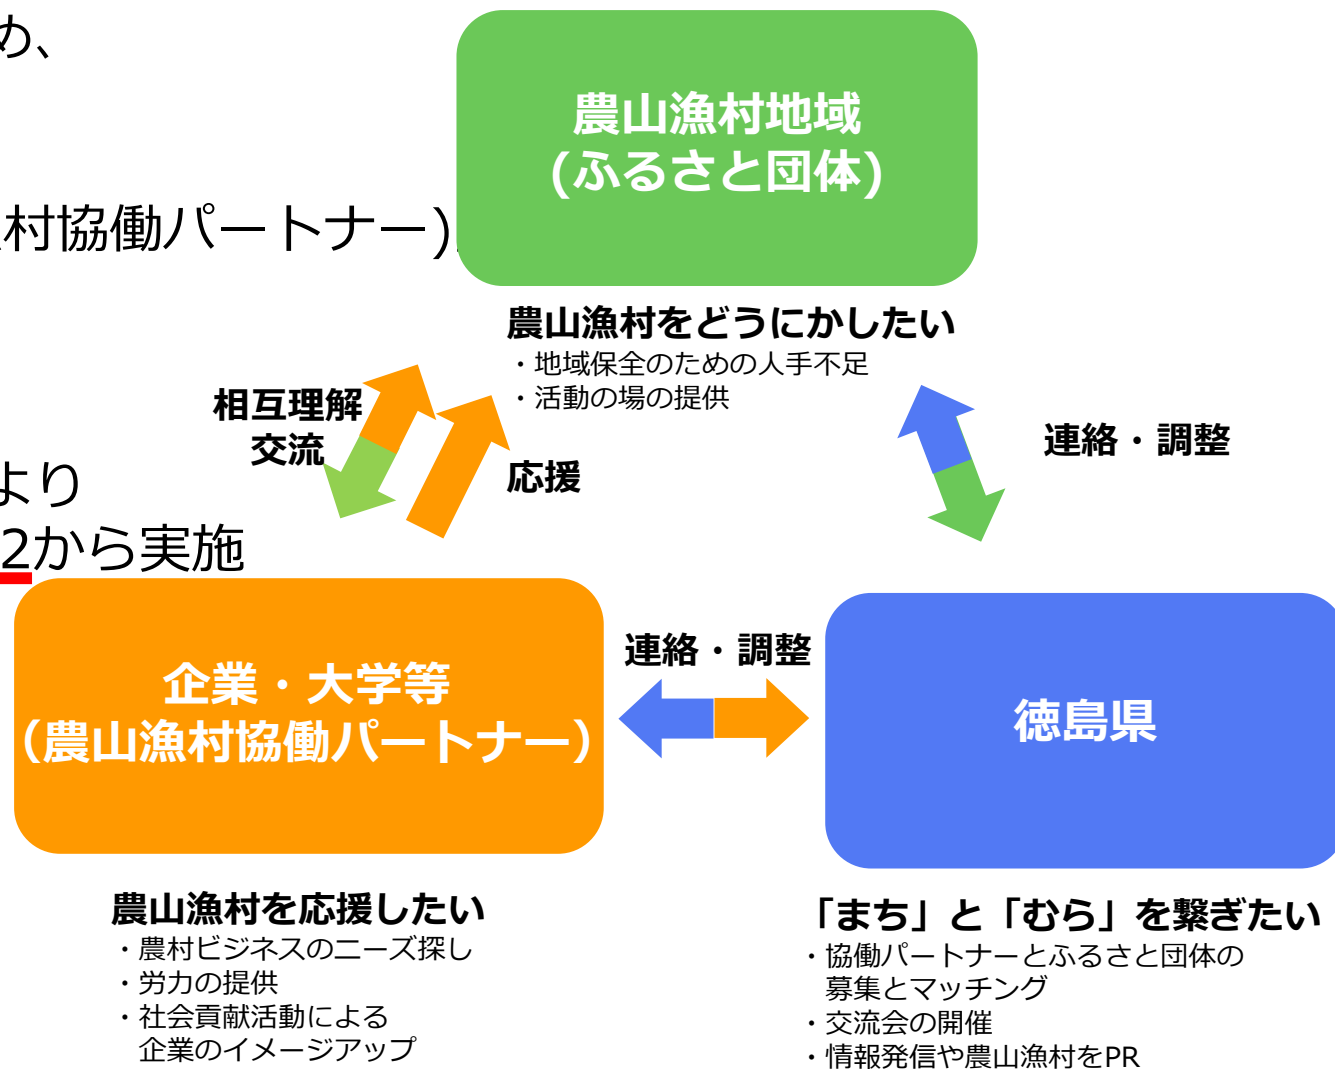 め、
村協働パートナー)
より
2から実施
農山漁村地域
(ふるさと団体)
農山漁村をどうにかしたい
・地域保全のための人手不足
・活動の場の提供
相互理解
交流
応援
連絡・調整
連絡・調整
企業・大学等
（農山漁村協働パートナー）
徳島県
農山漁村を応援したい
・農村ビジネスのニーズ探し
・労力の提供
・社会貢献活動による
企業のイメージアップ
「まち」と「むら」を繋ぎたい
・協働パートナーとふるさと団体の
募集とマッチング
・交流会の開催
・情報発信や農山漁村をPR